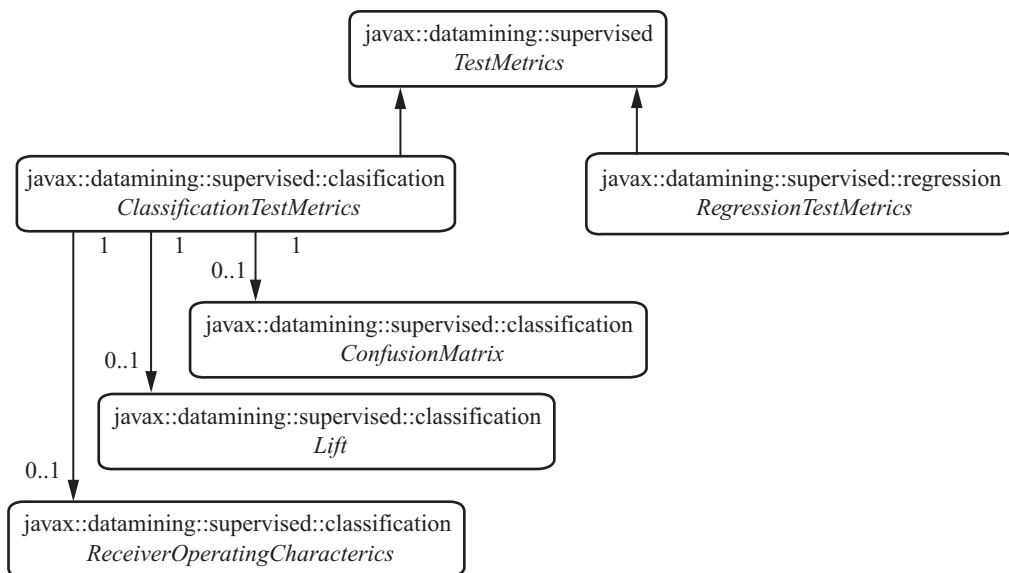 javax::datamining::supervised
TestMetrics
javax::datamining::supervised::clasification
ClassificationTestMetrics
javax::datamining::supervised::regression
RegressionTestMetrics
1
1
1
0..1
javax::datamining::supervised::classification
ConfusionMatrix
0..1
javax::datamining::supervised::classification
Lift
0..1
javax::datamining::supervised::classification
ReceiverOperatingCharacterics